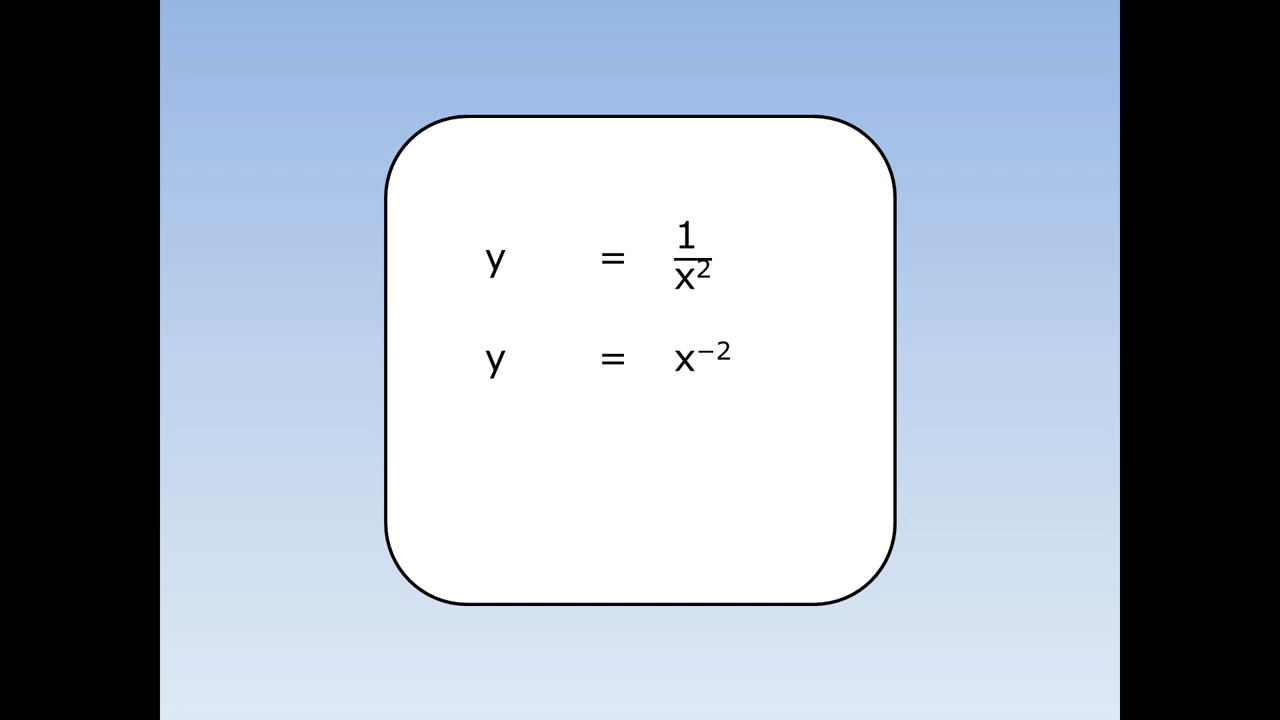 y = 1/x²
y = x⁻²